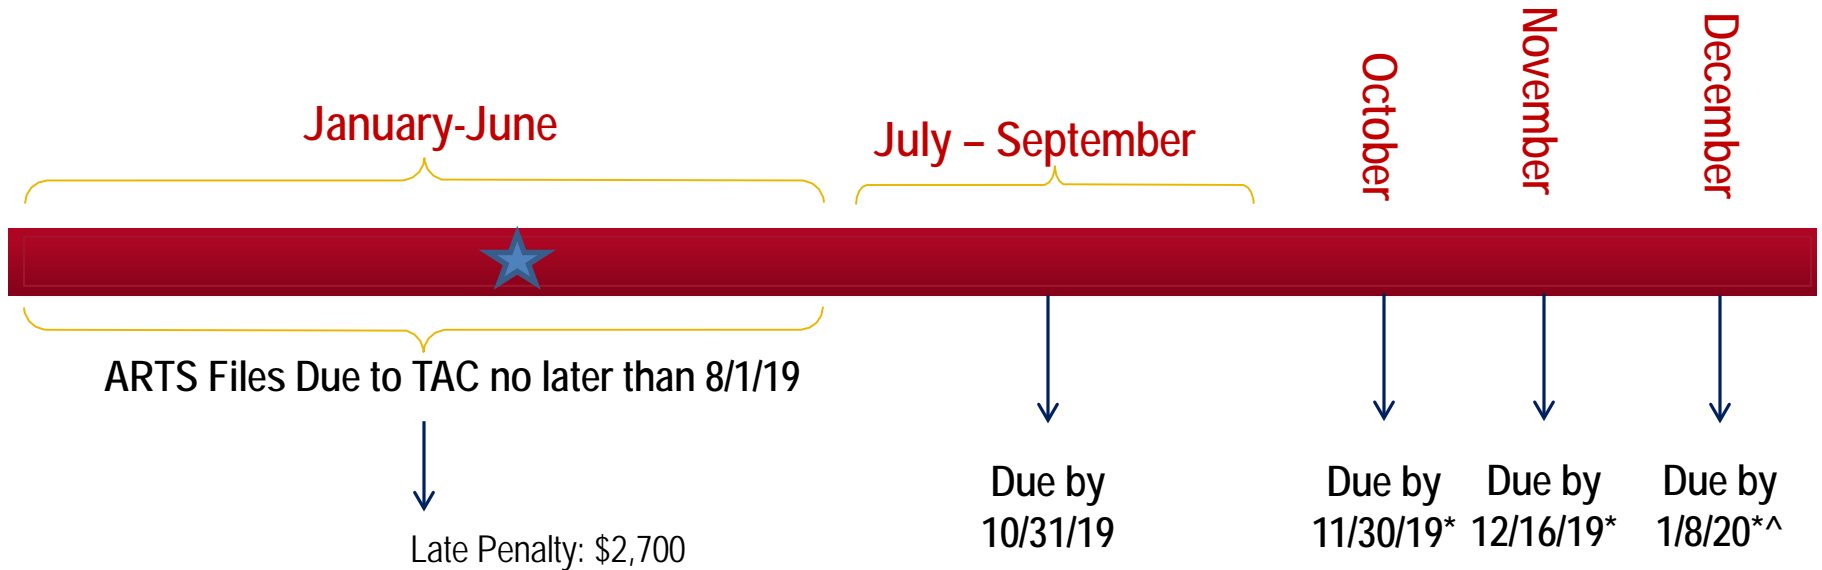 January-June
July – September
October
November
December
ARTS Files Due to TAC no later than 8/1/19
Late Penalty: $2,700
Due by
10/31/19
Due by
11/30/19*
Due by
12/16/19*
Due by
1/8/20*^